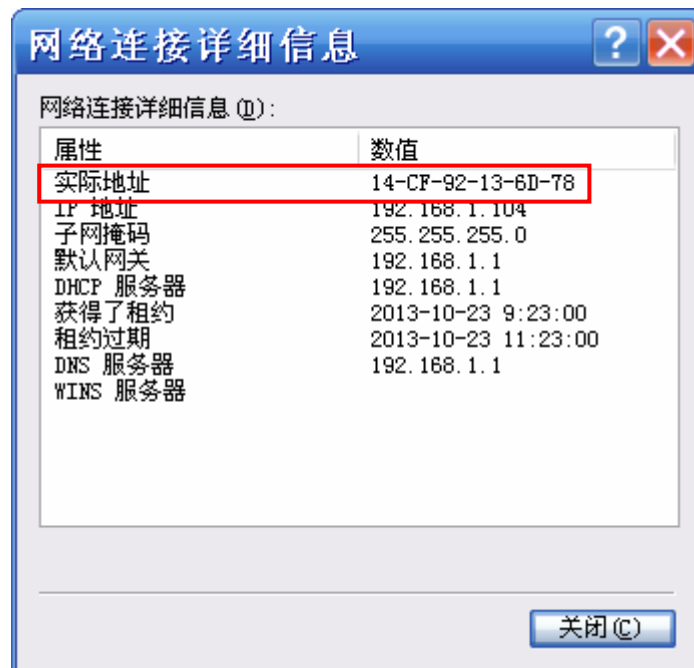 网络连接详细信息
网络连接详细信息(D):
属性 数值
实际地址 14-CF-92-13-6D-78
IP 地址 192.168.1.104
子网掩码 255.255.255.0
默认网关 192.168.1.1
DHCP 服务器 192.168.1.1
获得了租约 2013-10-23 9:23:00
租约过期 2013-10-23 11:23:00
DNS 服务器 192.168.1.1
WINS 服务器
关闭(C)